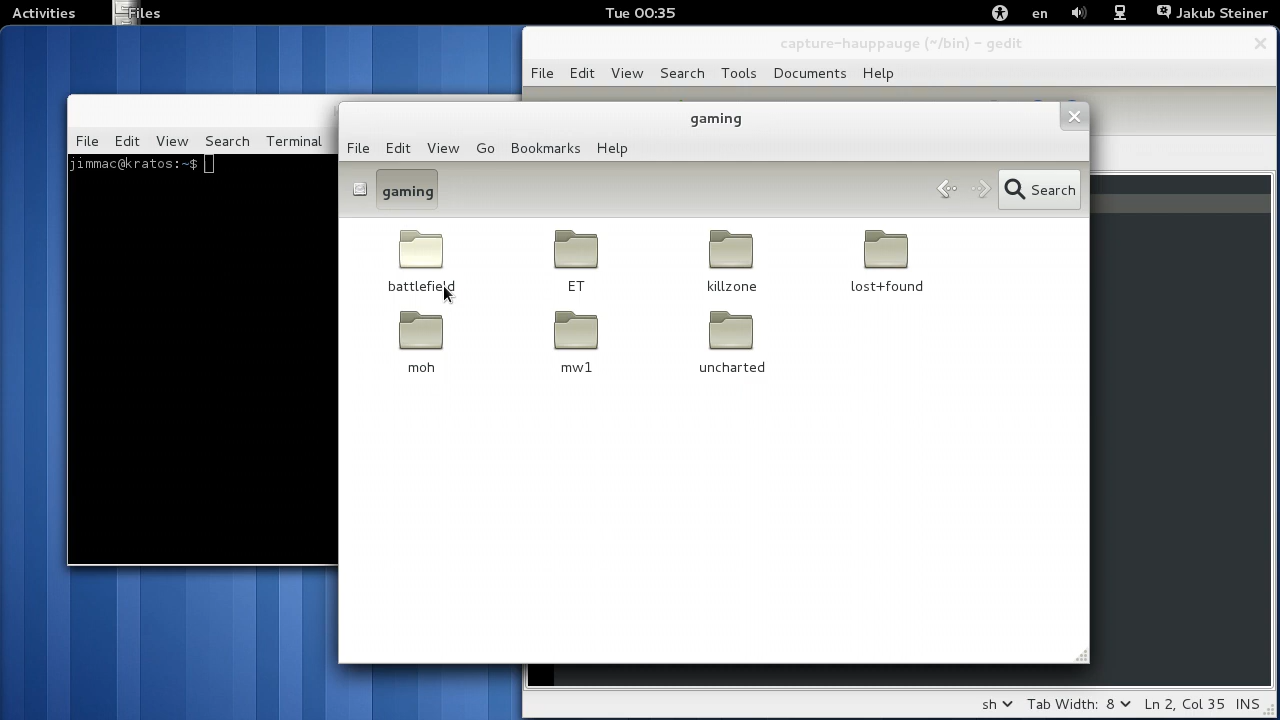 Activities Files Tue 00:35 en Jakub Steiner
capture-hauppauge (~/bin) – gedit
File Edit View Search Tools Documents Help
File Edit View Search Terminal
jimmac@kratos:~$
gaming
File Edit View Go Bookmarks Help
gaming Search
battlefield ET killzone lost+found
moh mw1 uncharted
sh Tab Width: 8 Ln 2, Col 35 INS